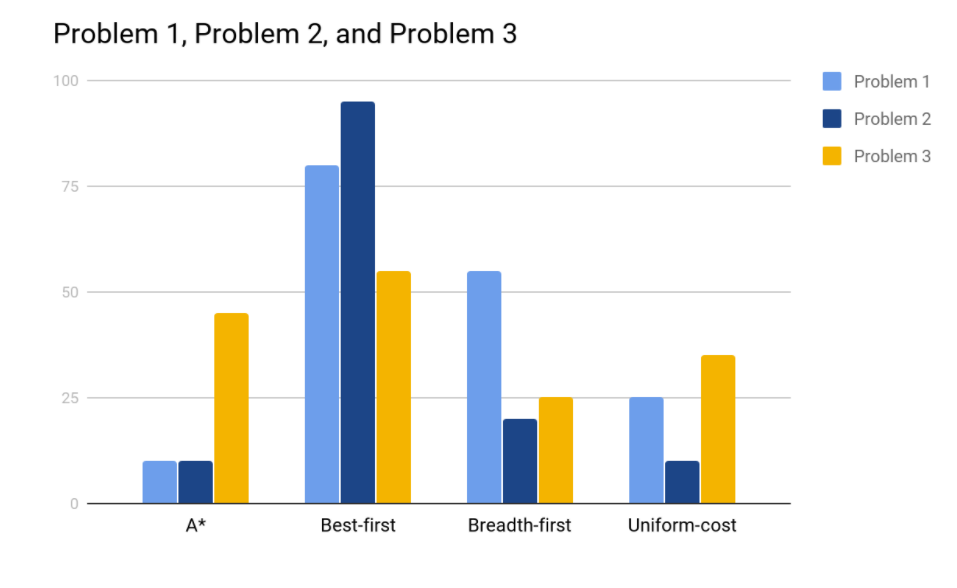 Problem 1, Problem 2, and Problem 3
100
75
50
25
0
A*
Best-first
Breadth-first
Uniform-cost
Problem 1
Problem 2
Problem 3